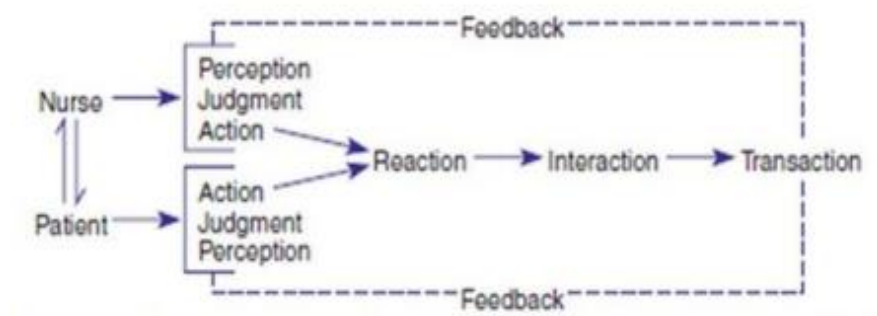 Feedback
Perception
Nurse
Judgment
Action
Reaction
Interaction
Transaction
Action
Patient
Judgment
Perception
Feedback